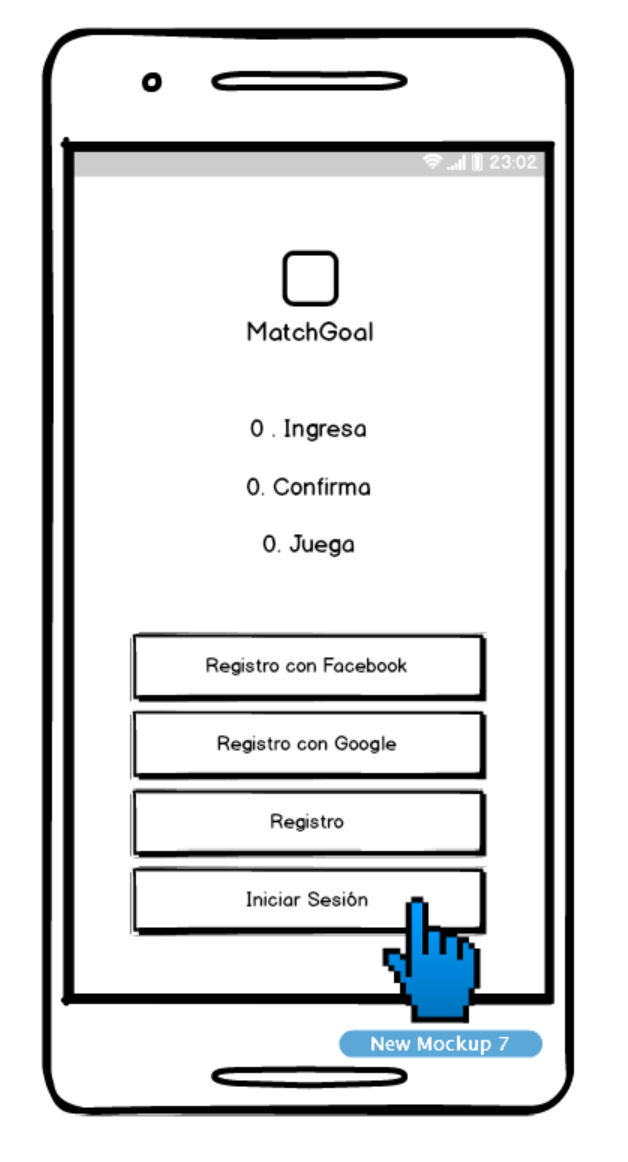 23:02
MatchGoal
0 . Ingresa
0. Confirma
0. Juega
Registro con Facebook
Registro con Google
Registro
Iniciar Sesión
New Mockup 7